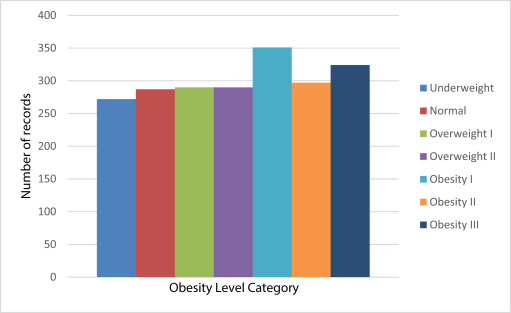 400
350
300
250
200
150
100
50
0
Number of records
Obesity Level Category
Underweight
Normal
Overweight I
Overweight II
Obesity I
Obesity II
Obesity III